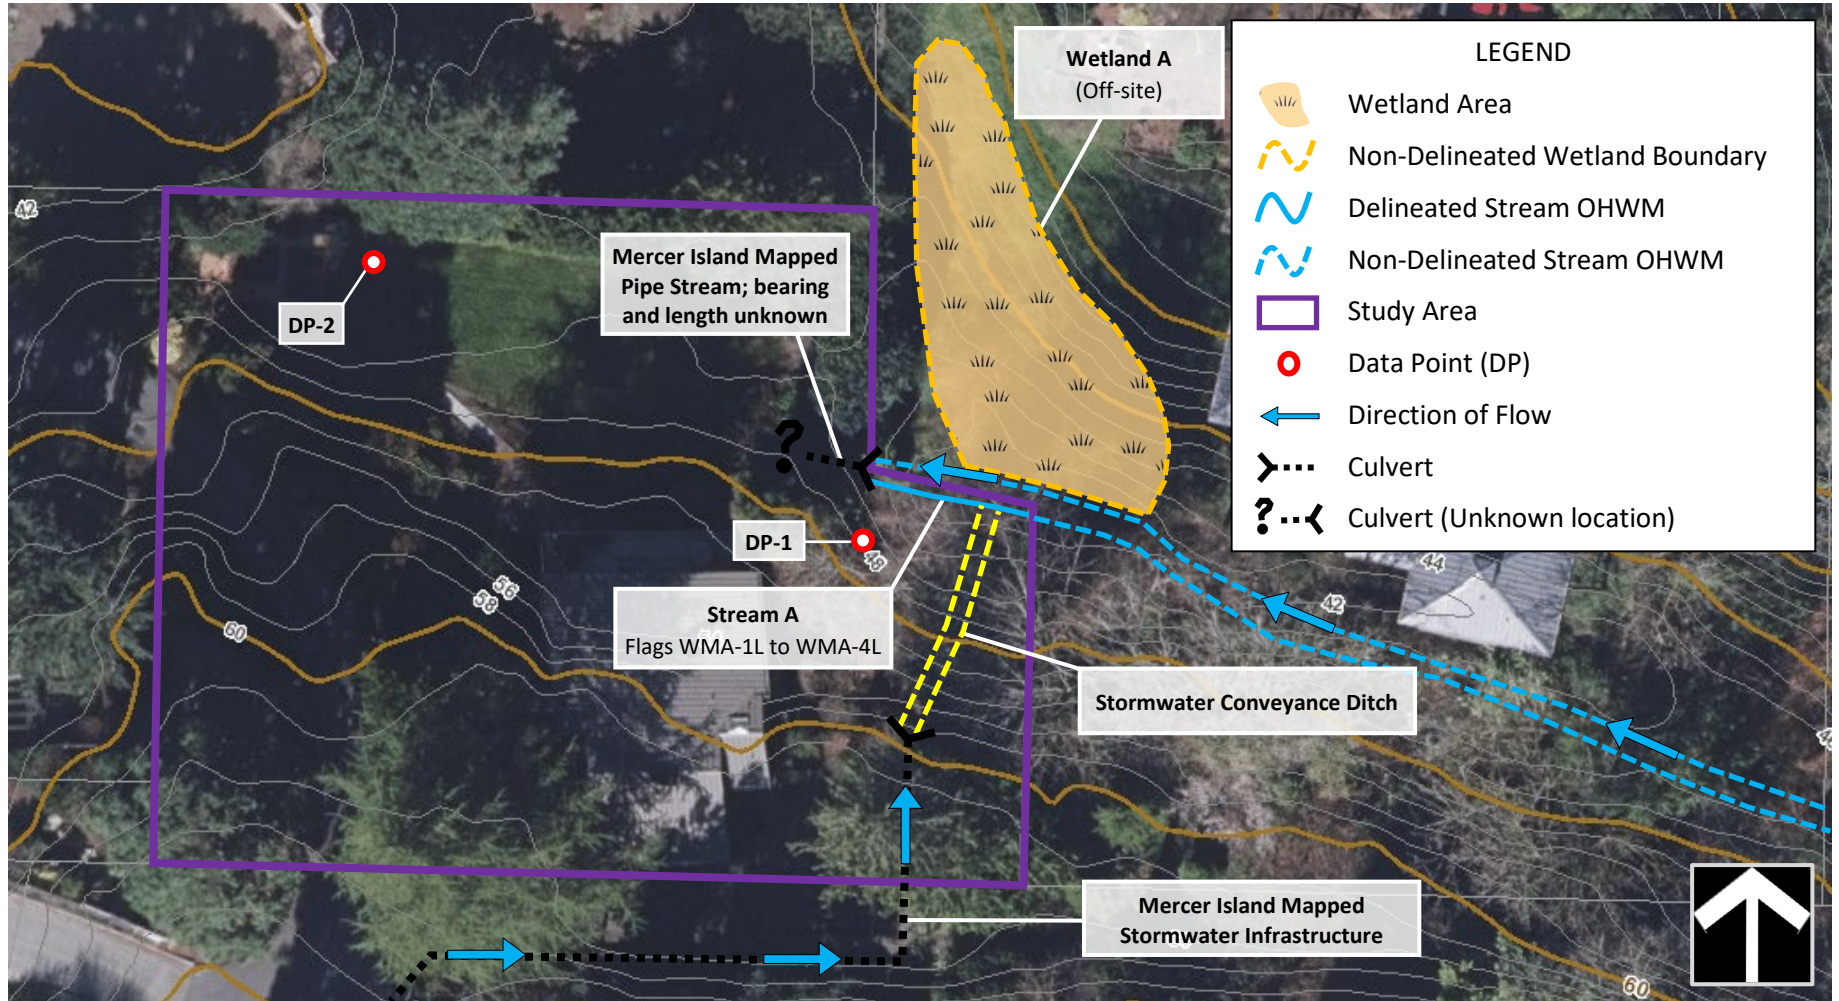 Wetland A
(Off-site)
LEGEND
Wetland Area
Non-Delineated Wetland Boundary
Delineated Stream OHWM
Non-Delineated Stream OHWM
Study Area
Data Point (DP)
Direction of Flow
Culvert
? Culvert (Unknown location)
42
Mercer Island Mapped
Pipe Stream; bearing
and length unknown
DP-2
?
DP-1
48
44
42
56
58
60
Stream A
Flags WMA-1L to WMA-4L
Stormwater Conveyance Ditch
Mercer Island Mapped
Stormwater Infrastructure
60